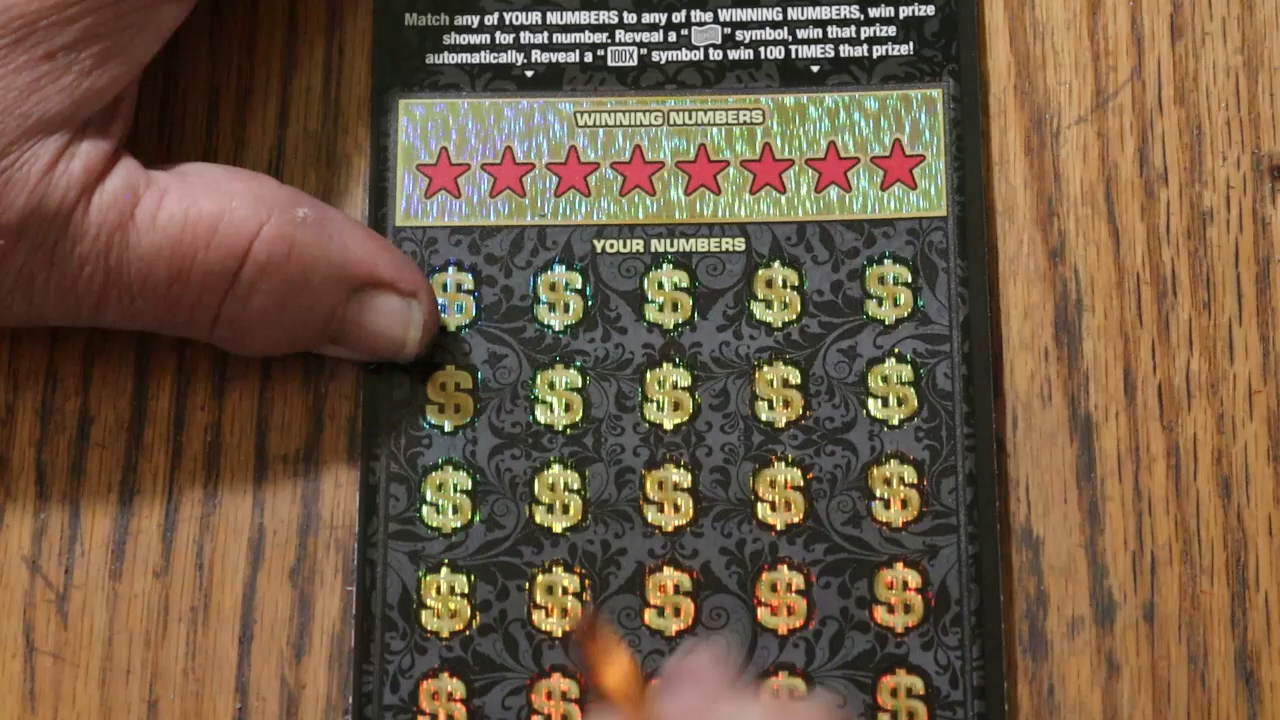 Match any of YOUR NUMBERS to any of the WINNING NUMBERS, win prize
shown for that number. Reveal a " " symbol, win that prize
automatically. Reveal a "100X" symbol to win 100 TIMES that prize!
WINNING NUMBERS
YOUR NUMBERS
$ $ $ $ $
$ $ $ $ $
$ $ $ $ $
$ $ $ $ $
$ $ $ $